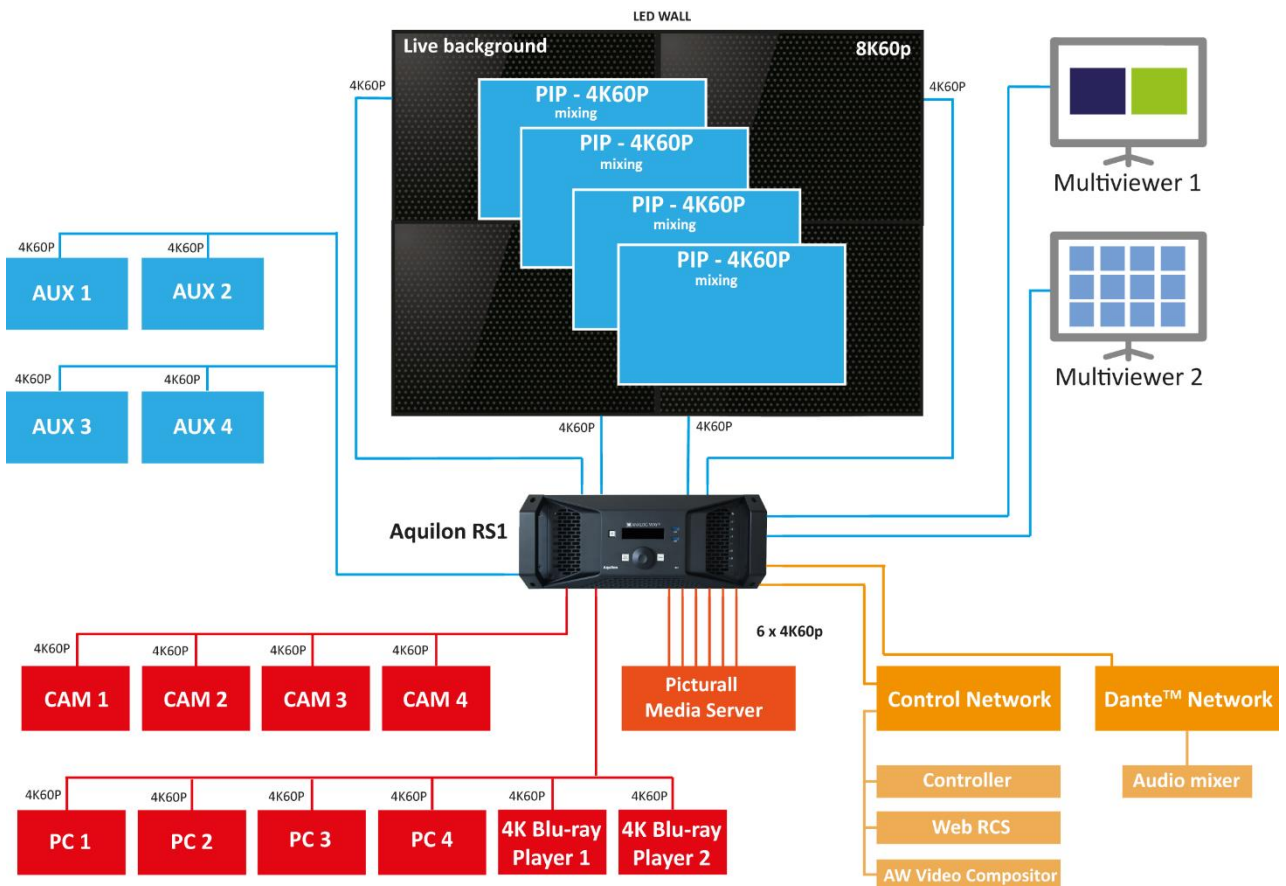 LED WALL
Live background
8K60p
4K60P
4K60P
PIP - 4K60P
mixing
PIP - 4K60P
mixing
PIP - 4K60P
mixing
PIP - 4K60P
mixing
Multiviewer 1
Multiviewer 2
4K60P
4K60P
AUX 1
AUX 2
4K60P
4K60P
AUX 3
AUX 4
4K60P
4K60P
Aquilon RS1
6 x 4K60p
4K60P
4K60P
4K60P
4K60P
CAM 1
CAM 2
CAM 3
CAM 4
Picturall
Media Server
Control Network
Dante™ Network
Controller
Audio mixer
Web RCS
AW Video Compositor
4K60P
4K60P
4K60P
4K60P
4K60P
4K60P
PC 1
PC 2
PC 3
PC 4
4K Blu-ray
Player 1
4K Blu-ray
Player 2